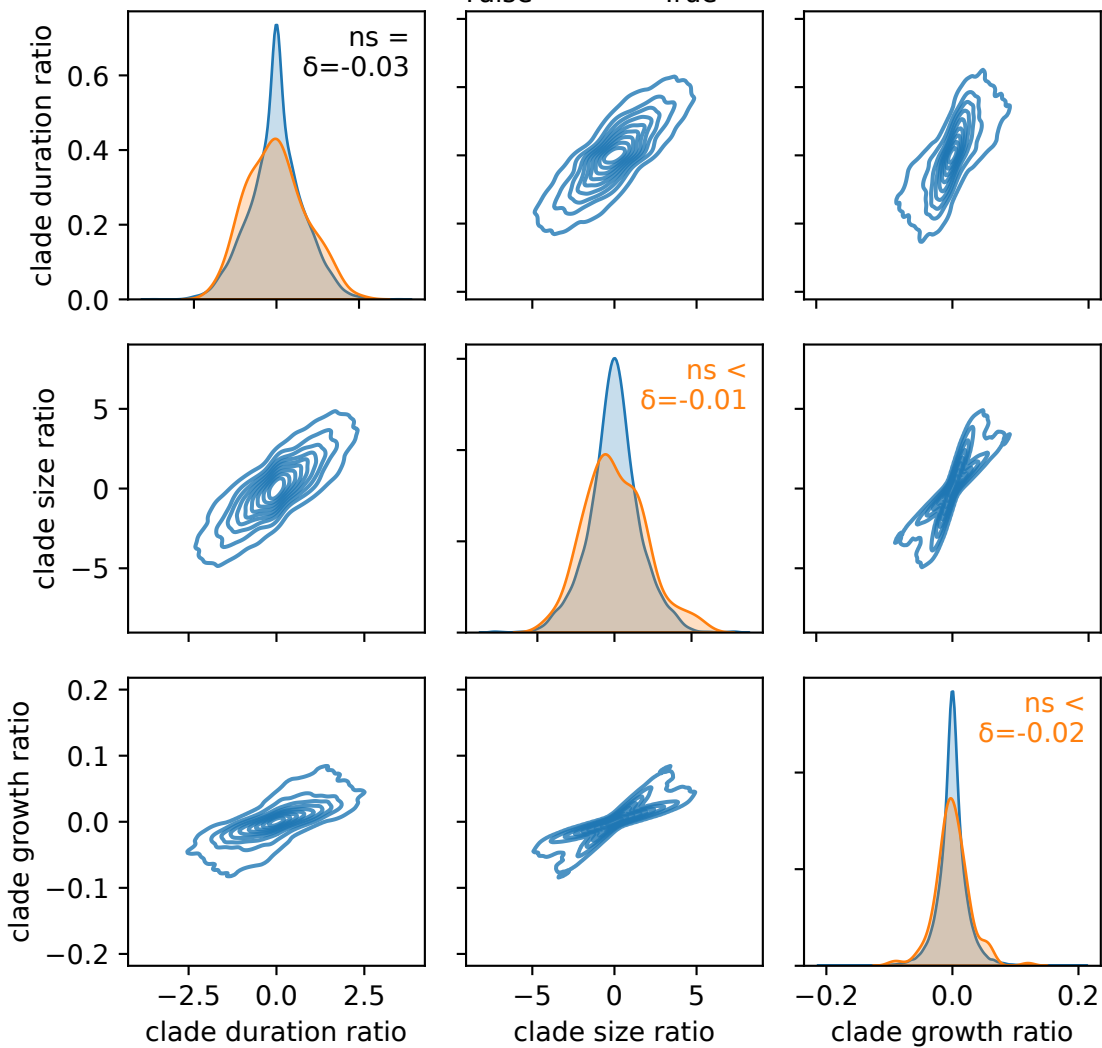 clade duration ratio
0.6
0.4
0.2
0.0
ns =
δ=-0.03
clade size ratio
5
0
−5
ns <
δ=-0.01
clade growth ratio
0.2
0.1
0.0
−0.1
−0.2
ns <
δ=-0.02
−2.5 0.0 2.5
−5 0 5
−0.2 0.0 0.2
clade duration ratio
clade size ratio
clade growth ratio